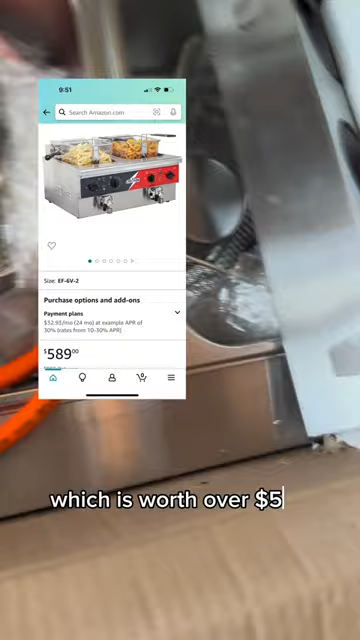 9:51
Search Amazon.com
Size: EF-6V-2
Purchase options and add-ons
Payment plans
$32.93/mo (24 mo) at example APR of
30% (rates from 10-30% APR)
$58900
which is worth over $5